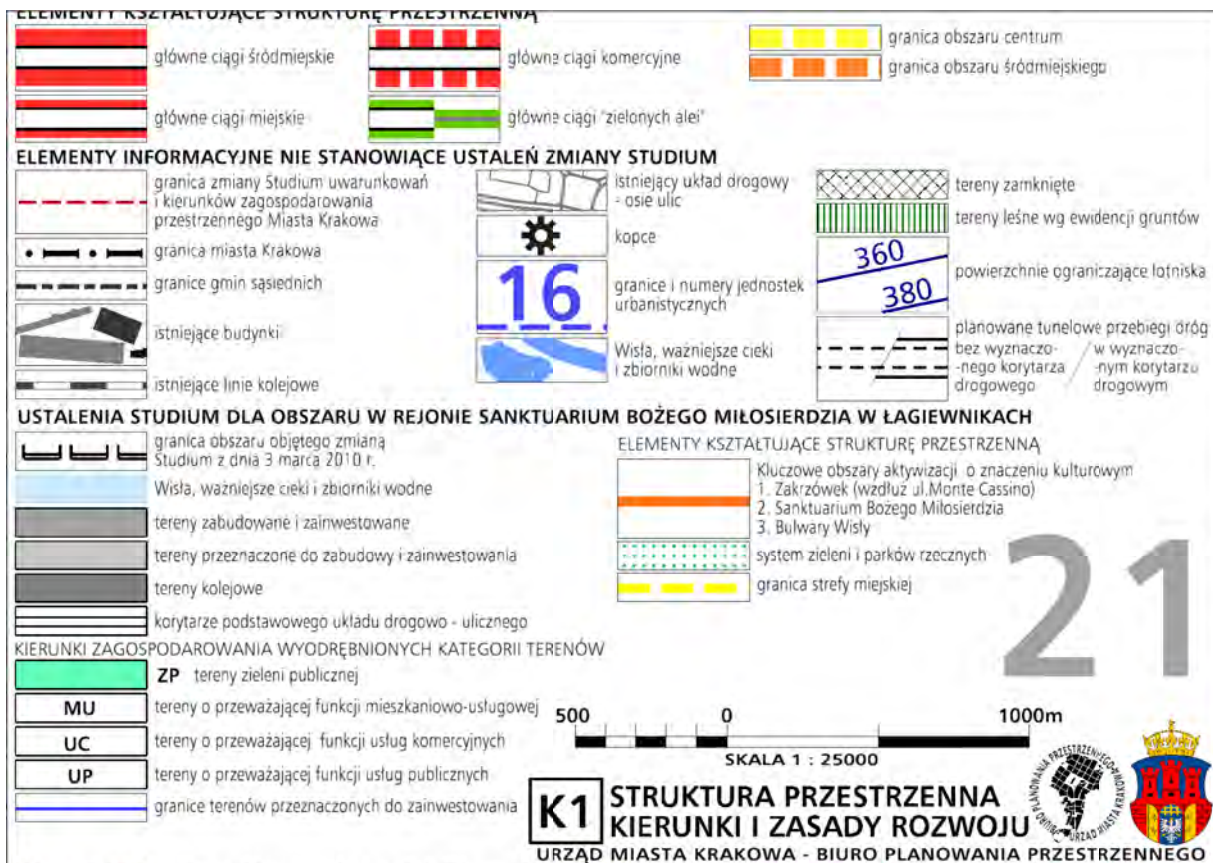 ELEMENTY KSZTAŁTUJĄCE STRUKTURĘ PRZESTRZENNĄ
główne ciągi śródmiejskie
główne ciągi komercyjne
granica obszaru centrum
granica obszaru śródmiejskiego
główne ciągi miejskie
główne ciągi "zielonych alei"
ELEMENTY INFORMACYJNE NIE STANOWIĄCE USTALEŃ ZMIANY STUDIUM
granica zmiany Studium uwarunkowań
i kierunków zagospodarowania
przestrzennego Miasta Krakowa
granica miasta Krakowa
granice gmin sąsiednich
istniejące budynki
istniejące linie kolejowe
istniejący układ drogowy
- osie ulic
kopce
16
granice i numery jednostek
urbanistycznych
Wisła, ważniejsze cieki
i zbiorniki wodne
tereny zamknięte
tereny leśne wg ewidencji gruntów
360
380
powierzchnie ograniczające lotniska
planowane tunelowe przebiegi dróg
bez wyznaczo-
-nego korytarza
drogowego
w wyznaczo-
-nym korytarzu
drogowym
USTALENIA STUDIUM DLA OBSZARU W REJONIE SANKTUARIUM BOŻEGO MIŁOSIERDZIA W ŁAGIEWNIKACH
granica obszaru objętego zmianą
Studium z dnia 3 marca 2010 r.
Wisła, ważniejsze cieki i zbiorniki wodne
tereny zabudowane i zainwestowane
tereny przeznaczone do zabudowy i zainwestowania
tereny kolejowe
korytarze podstawowego układu drogowo - ulicznego
ELEMENTY KSZTAŁTUJĄCE STRUKTURĘ PRZESTRZENNĄ
Kluczowe obszary aktywizacji o znaczeniu kulturowym
1. Zakrzówek (wzdłuż ul.Monte Cassino)
2. Sanktuarium Bożego Miłosierdzia
3. Bulwary Wisły
system zieleni i parków rzecznych
granica strefy miejskiej
21
KIERUNKI ZAGOSPODAROWANIA WYODRĘBNIONYCH KATEGORII TERENÓW
ZP tereny zieleni publicznej
MU tereny o przeważającej funkcji mieszkaniowo-usługowej
UC tereny o przeważającej funkcji usług komercyjnych
UP tereny o przeważającej funkcji usług publicznych
granice terenów przeznaczonych do zainwestowania
500 0 1000m
SKALA 1 : 25000
K1
STRUKTURA PRZESTRZENNA
KIERUNKI I ZASADY ROZWOJU
BIURO PLANOWANIA PRZESTRZENNEGO
URZĄD MIASTA KRAKOWA
URZĄD MIASTA KRAKOWA - BIURO PLANOWANIA PRZESTRZENNEGO